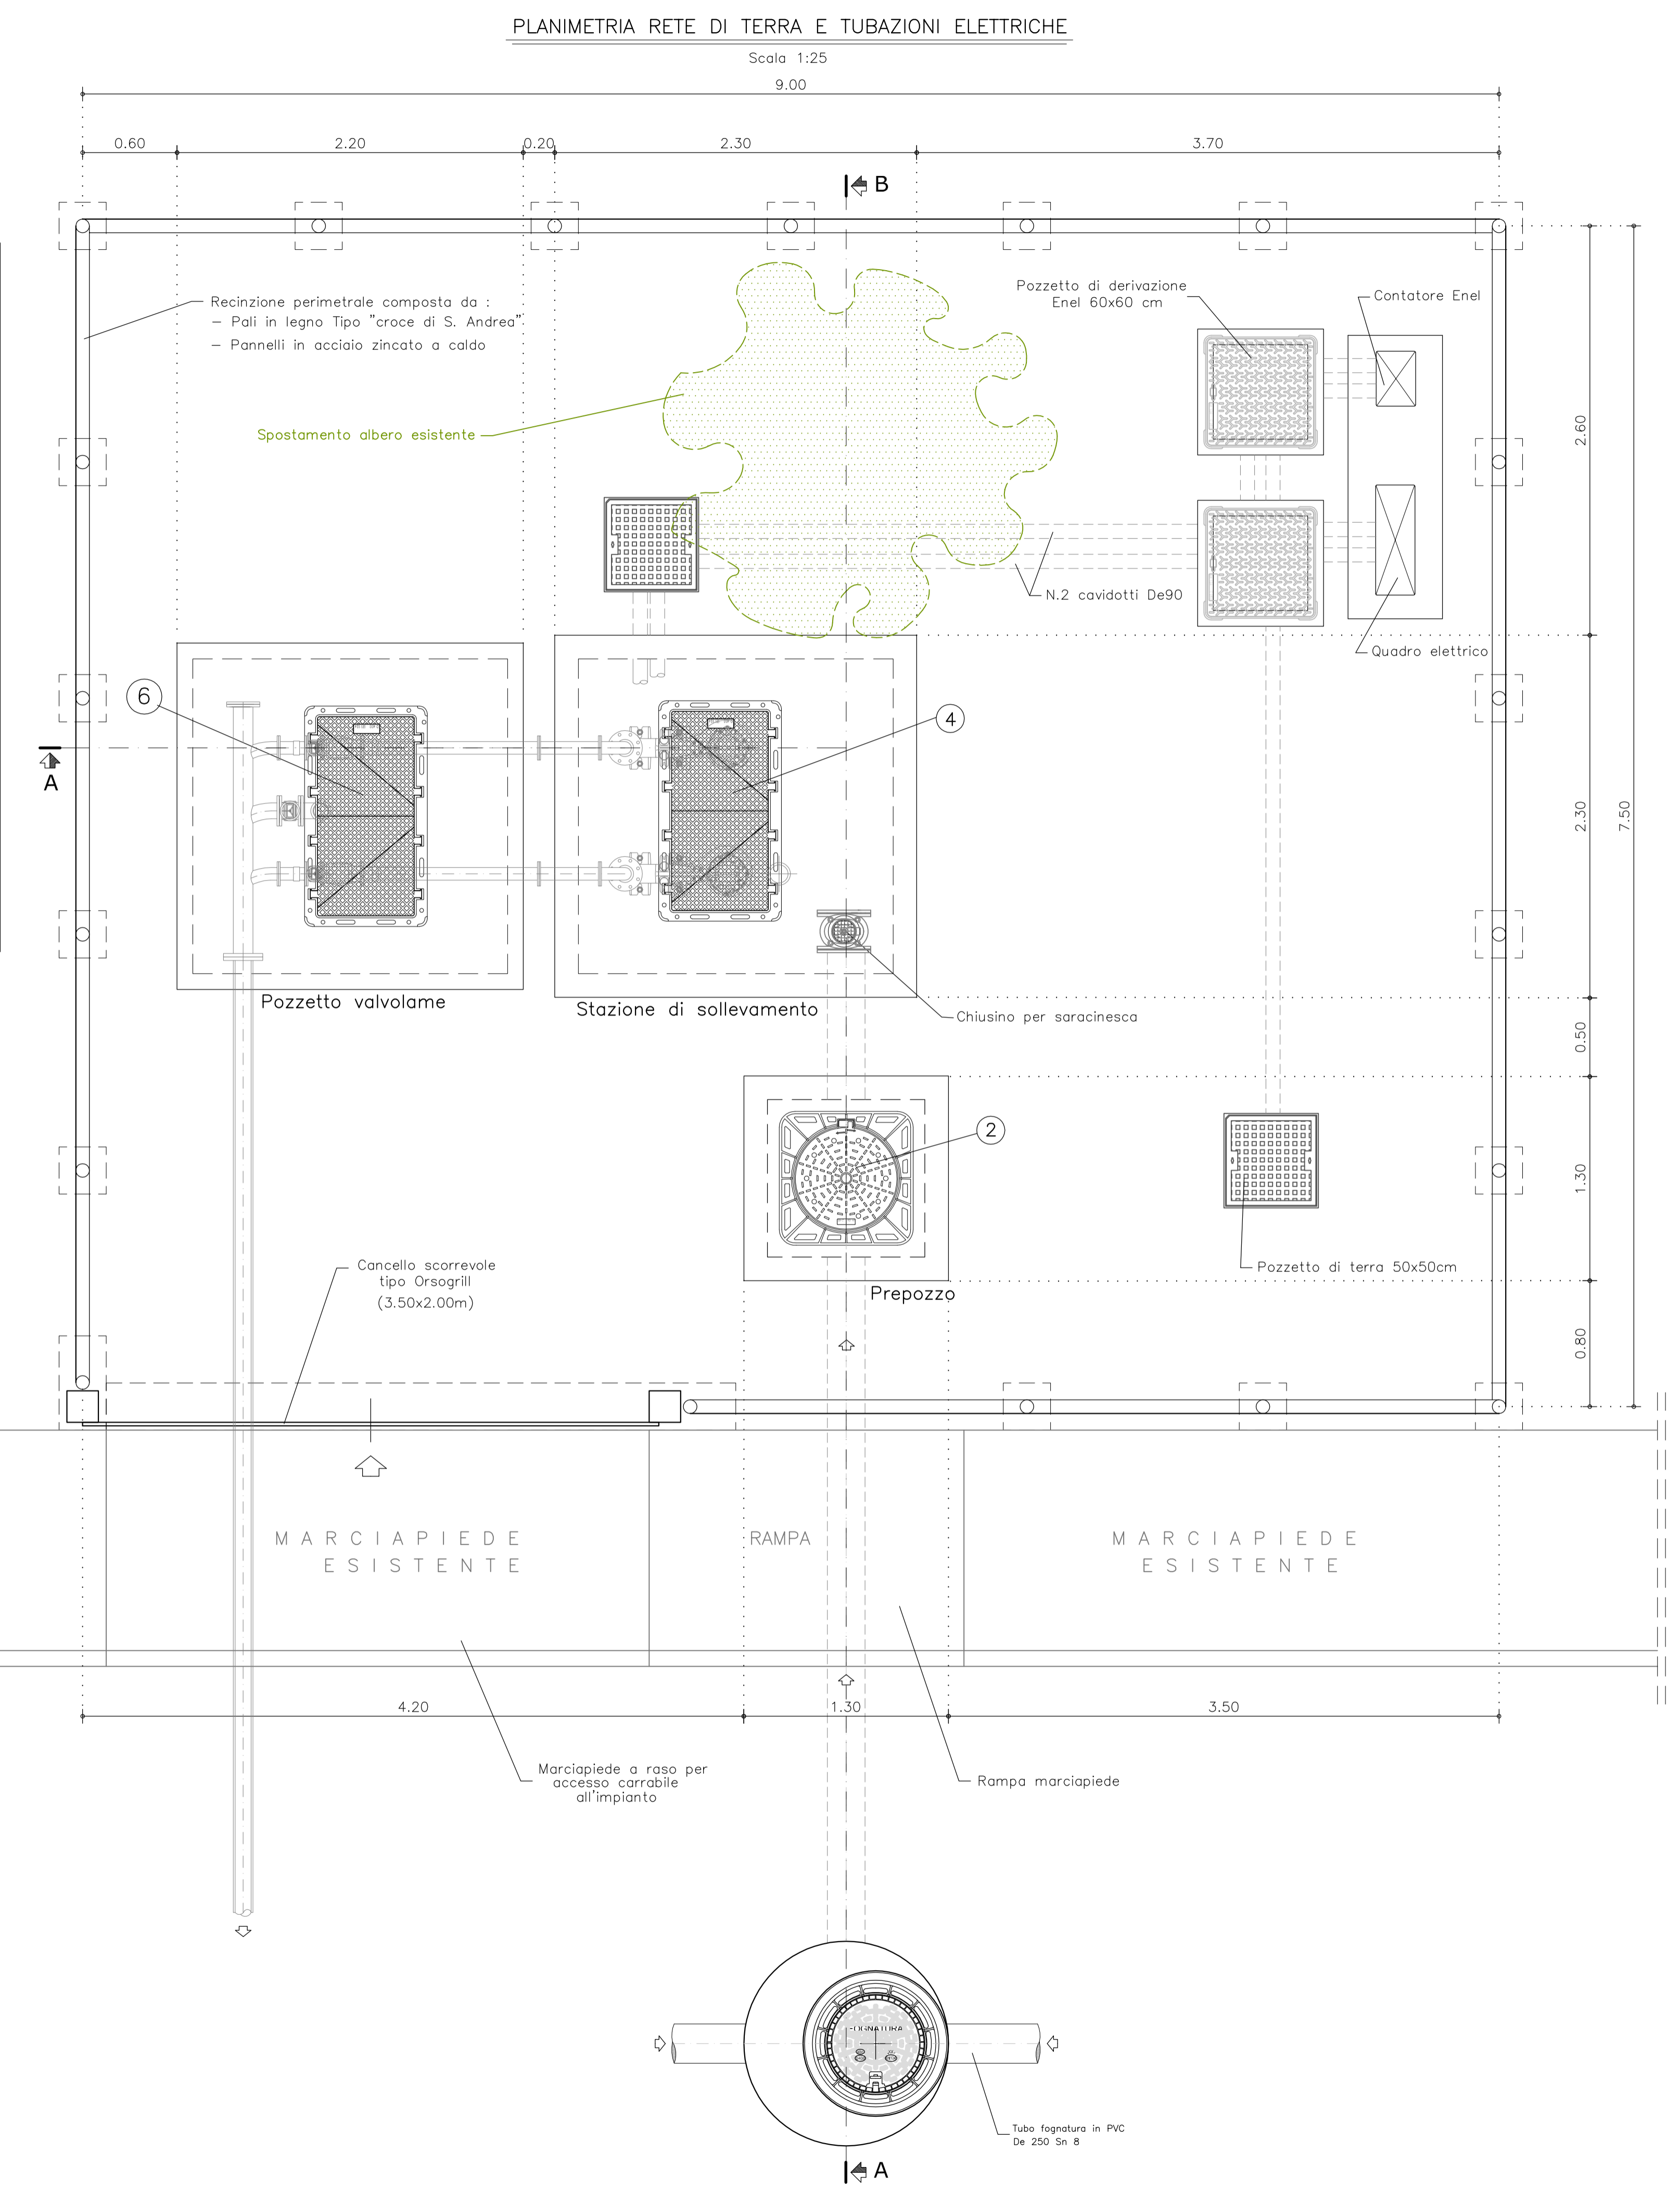 PLANIMETRIA RETE DI TERRA E TUBAZIONI ELETTRICHE
Scala 1:25
9.00
0.60
2.20
0.20
2.30
3.70
B
Recinzione perimetrale composta da :
- Pali in legno Tipo "croce di S. Andrea"
- Pannelli in acciaio zincato a caldo
Pozzetto di derivazione
Enel 60x60 cm
Contatore Enel
Spostamento albero esistente
2.60
N.2 cavidotti De90
Quadro elettrico
6
4
A
2.30
7.50
Pozzetto valvolame
Stazione di sollevamento
Chiusino per saracinesca
0.50
2
1.30
Cancello scorrevole
tipo Orsogrill
(3.50x2.00m)
Pozzetto di terra 50x50cm
Prepozzo
0.80
MARCIAPIEDE
ESISTENTE
RAMPA
MARCIAPIEDE
ESISTENTE
4.20
1.30
3.50
Marciapiede a raso per
accesso carrabile
all'impianto
Rampa marciapiede
FOGNATURA
Tubo fognatura in PVC
De 250 Sn 8
A